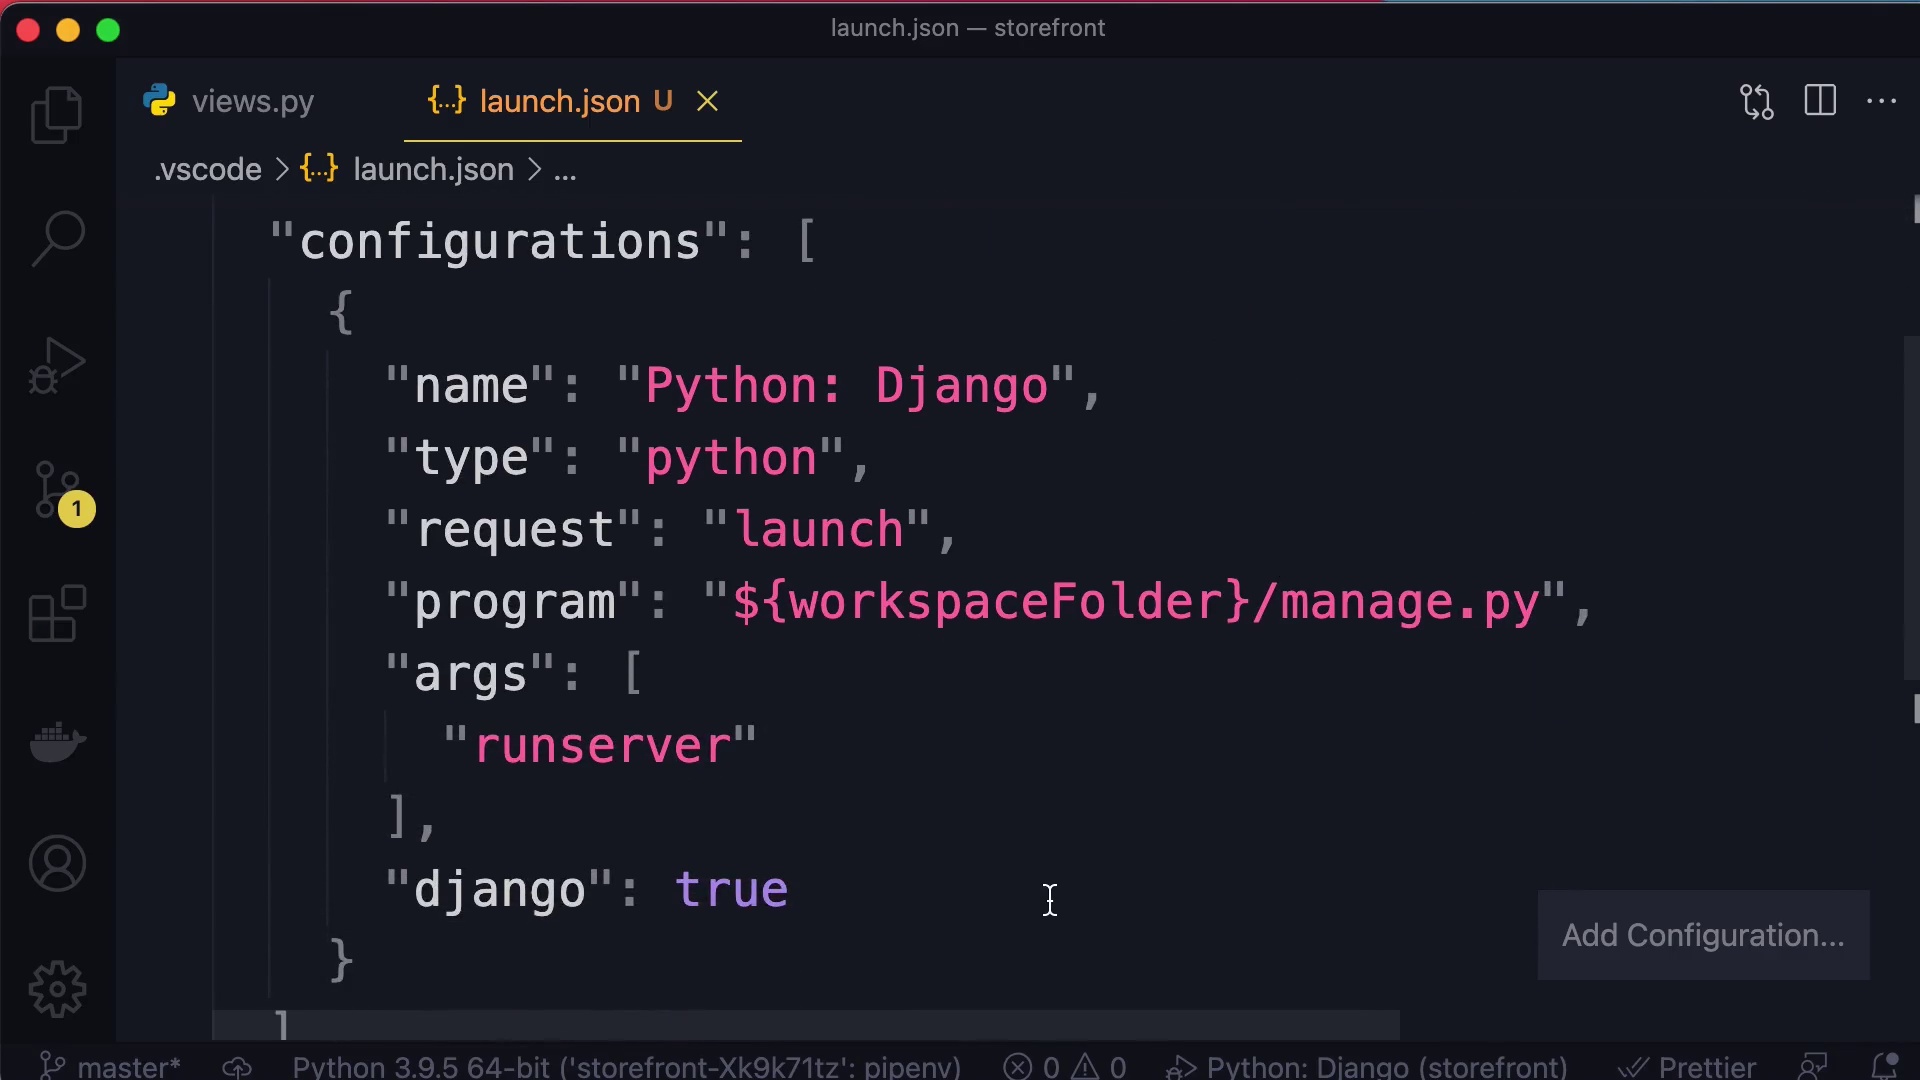 launch.json — storefront
views.py
{..} launch.json U
.vscode > {..} launch.json > ...
"configurations": [
{
"name": "Python: Django",
"type": "python",
"request": "launch",
"program": "${workspaceFolder}/manage.py",
"args": [
"runserver"
],
"django": true
}
]
1
Add Configuration...
master* Python 3.9.5 64-bit ('storefront-Xk9k71tz': pipenv) 0 0 Python: Django (storefront) Prettier